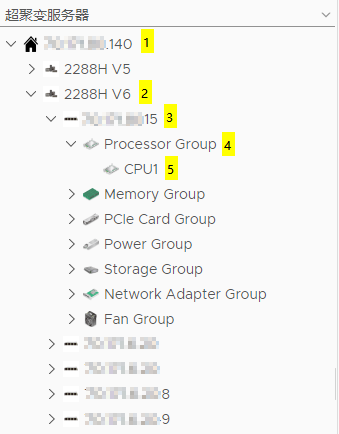 超聚变服务器
.140 1
2288H V5
2288H V6 2
15 3
Processor Group 4
CPU1 5
Memory Group
PCIe Card Group
Power Group
Storage Group
Network Adapter Group
Fan Group
8
9